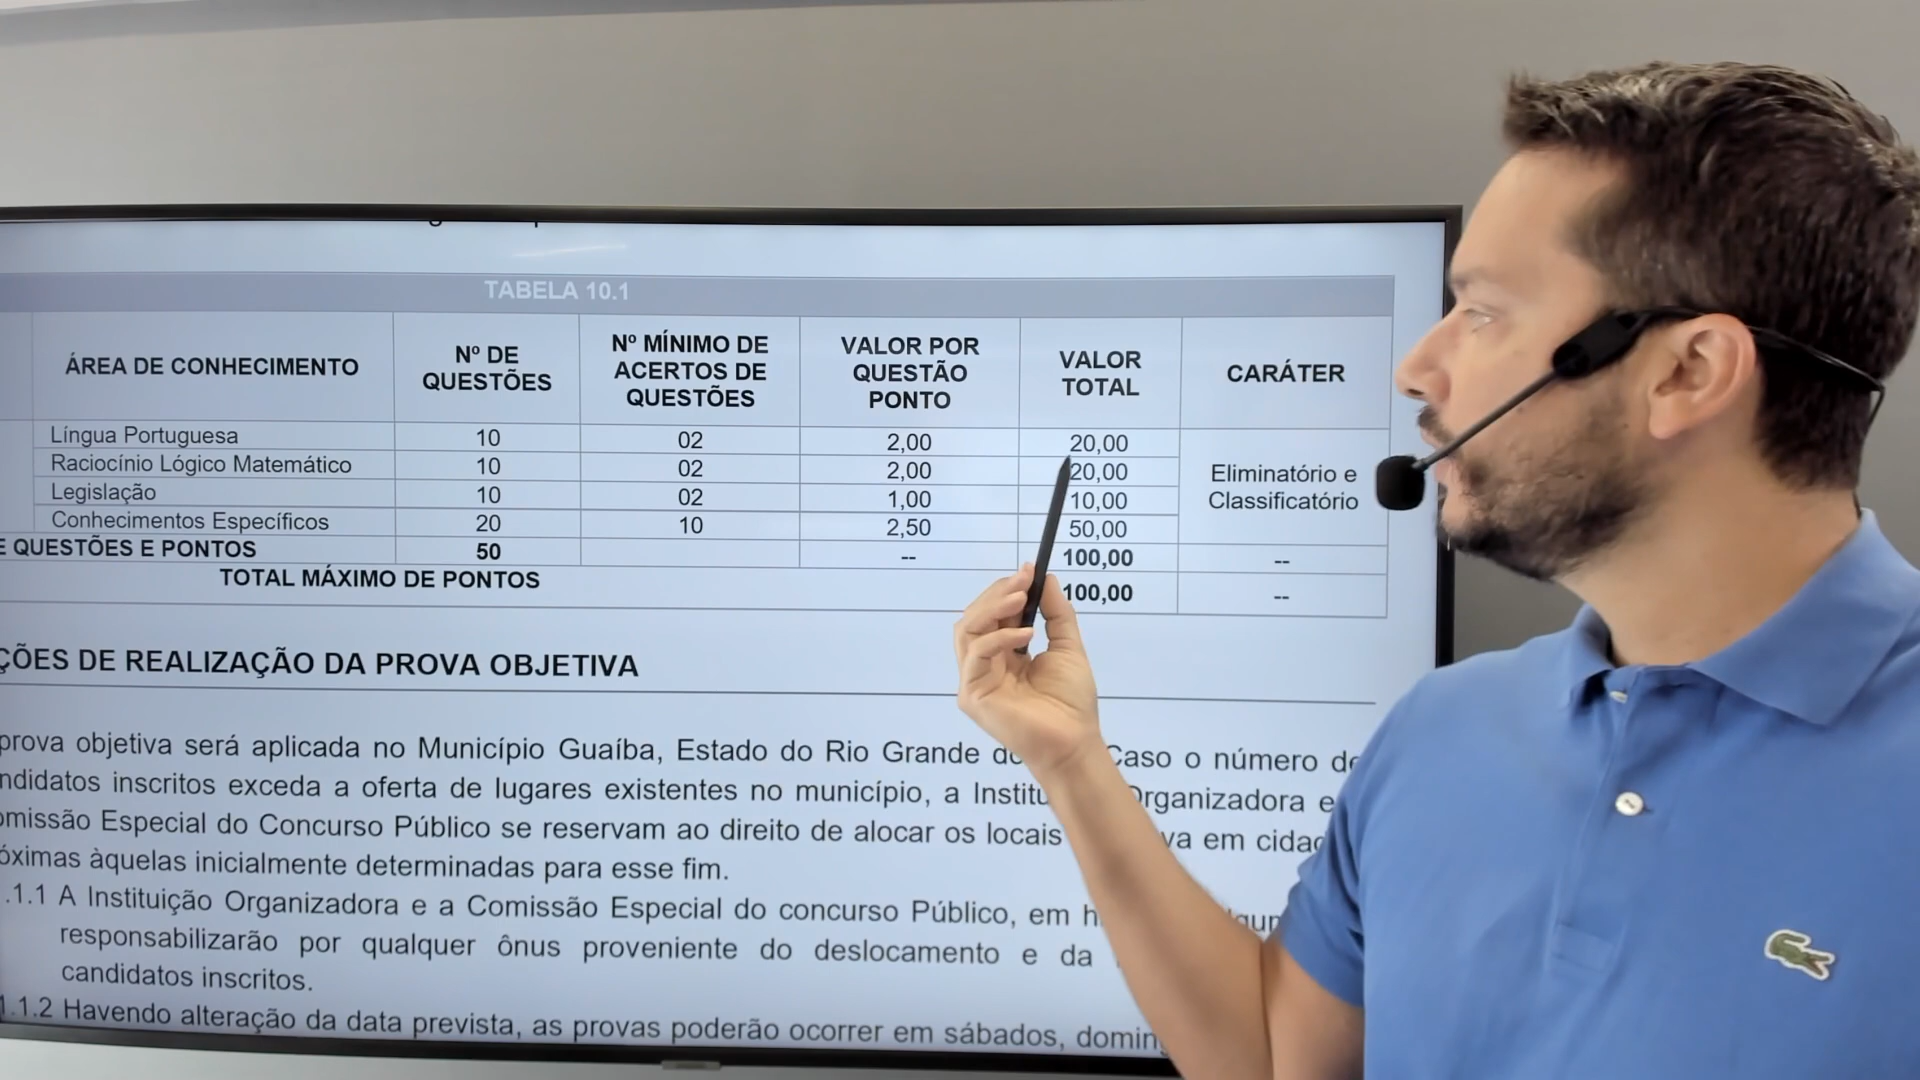 TABELA 10.1
ÁREA DE CONHECIMENTO
Nº DE
QUESTÕES
Nº MÍNIMO DE
ACERTOS DE
QUESTÕES
VALOR POR
QUESTÃO
PONTO
VALOR
TOTAL
CARÁTER
Língua Portuguesa 10 02 2,00 20,00
Raciocínio Lógico Matemático 10 02 2,00 20,00
Legislação 10 02 1,00 10,00
Conhecimentos Específicos 20 10 2,50 50,00
Eliminatório e
Classificatório
E QUESTÕES E PONTOS 50 -- 100,00 --
TOTAL MÁXIMO DE PONTOS 100,00 --
ÇÕES DE REALIZAÇÃO DA PROVA OBJETIVA
prova objetiva será aplicada no Município Guaíba, Estado do Rio Grande Caso o número de
ndidatos inscritos exceda a oferta de lugares existentes no município, a Institu rganizadora e
omissão Especial do Concurso Público se reservam ao direito de alocar os locais va em cidad
óximas àquelas inicialmente determinadas para esse fim.
.1.1 A Instituição Organizadora e a Comissão Especial do concurso Público, em h
responsabilizarão por qualquer ônus proveniente do deslocamento e da
candidatos inscritos.
1.1.2 Havendo alteração da data prevista, as provas poderão ocorrer em sábados, doming